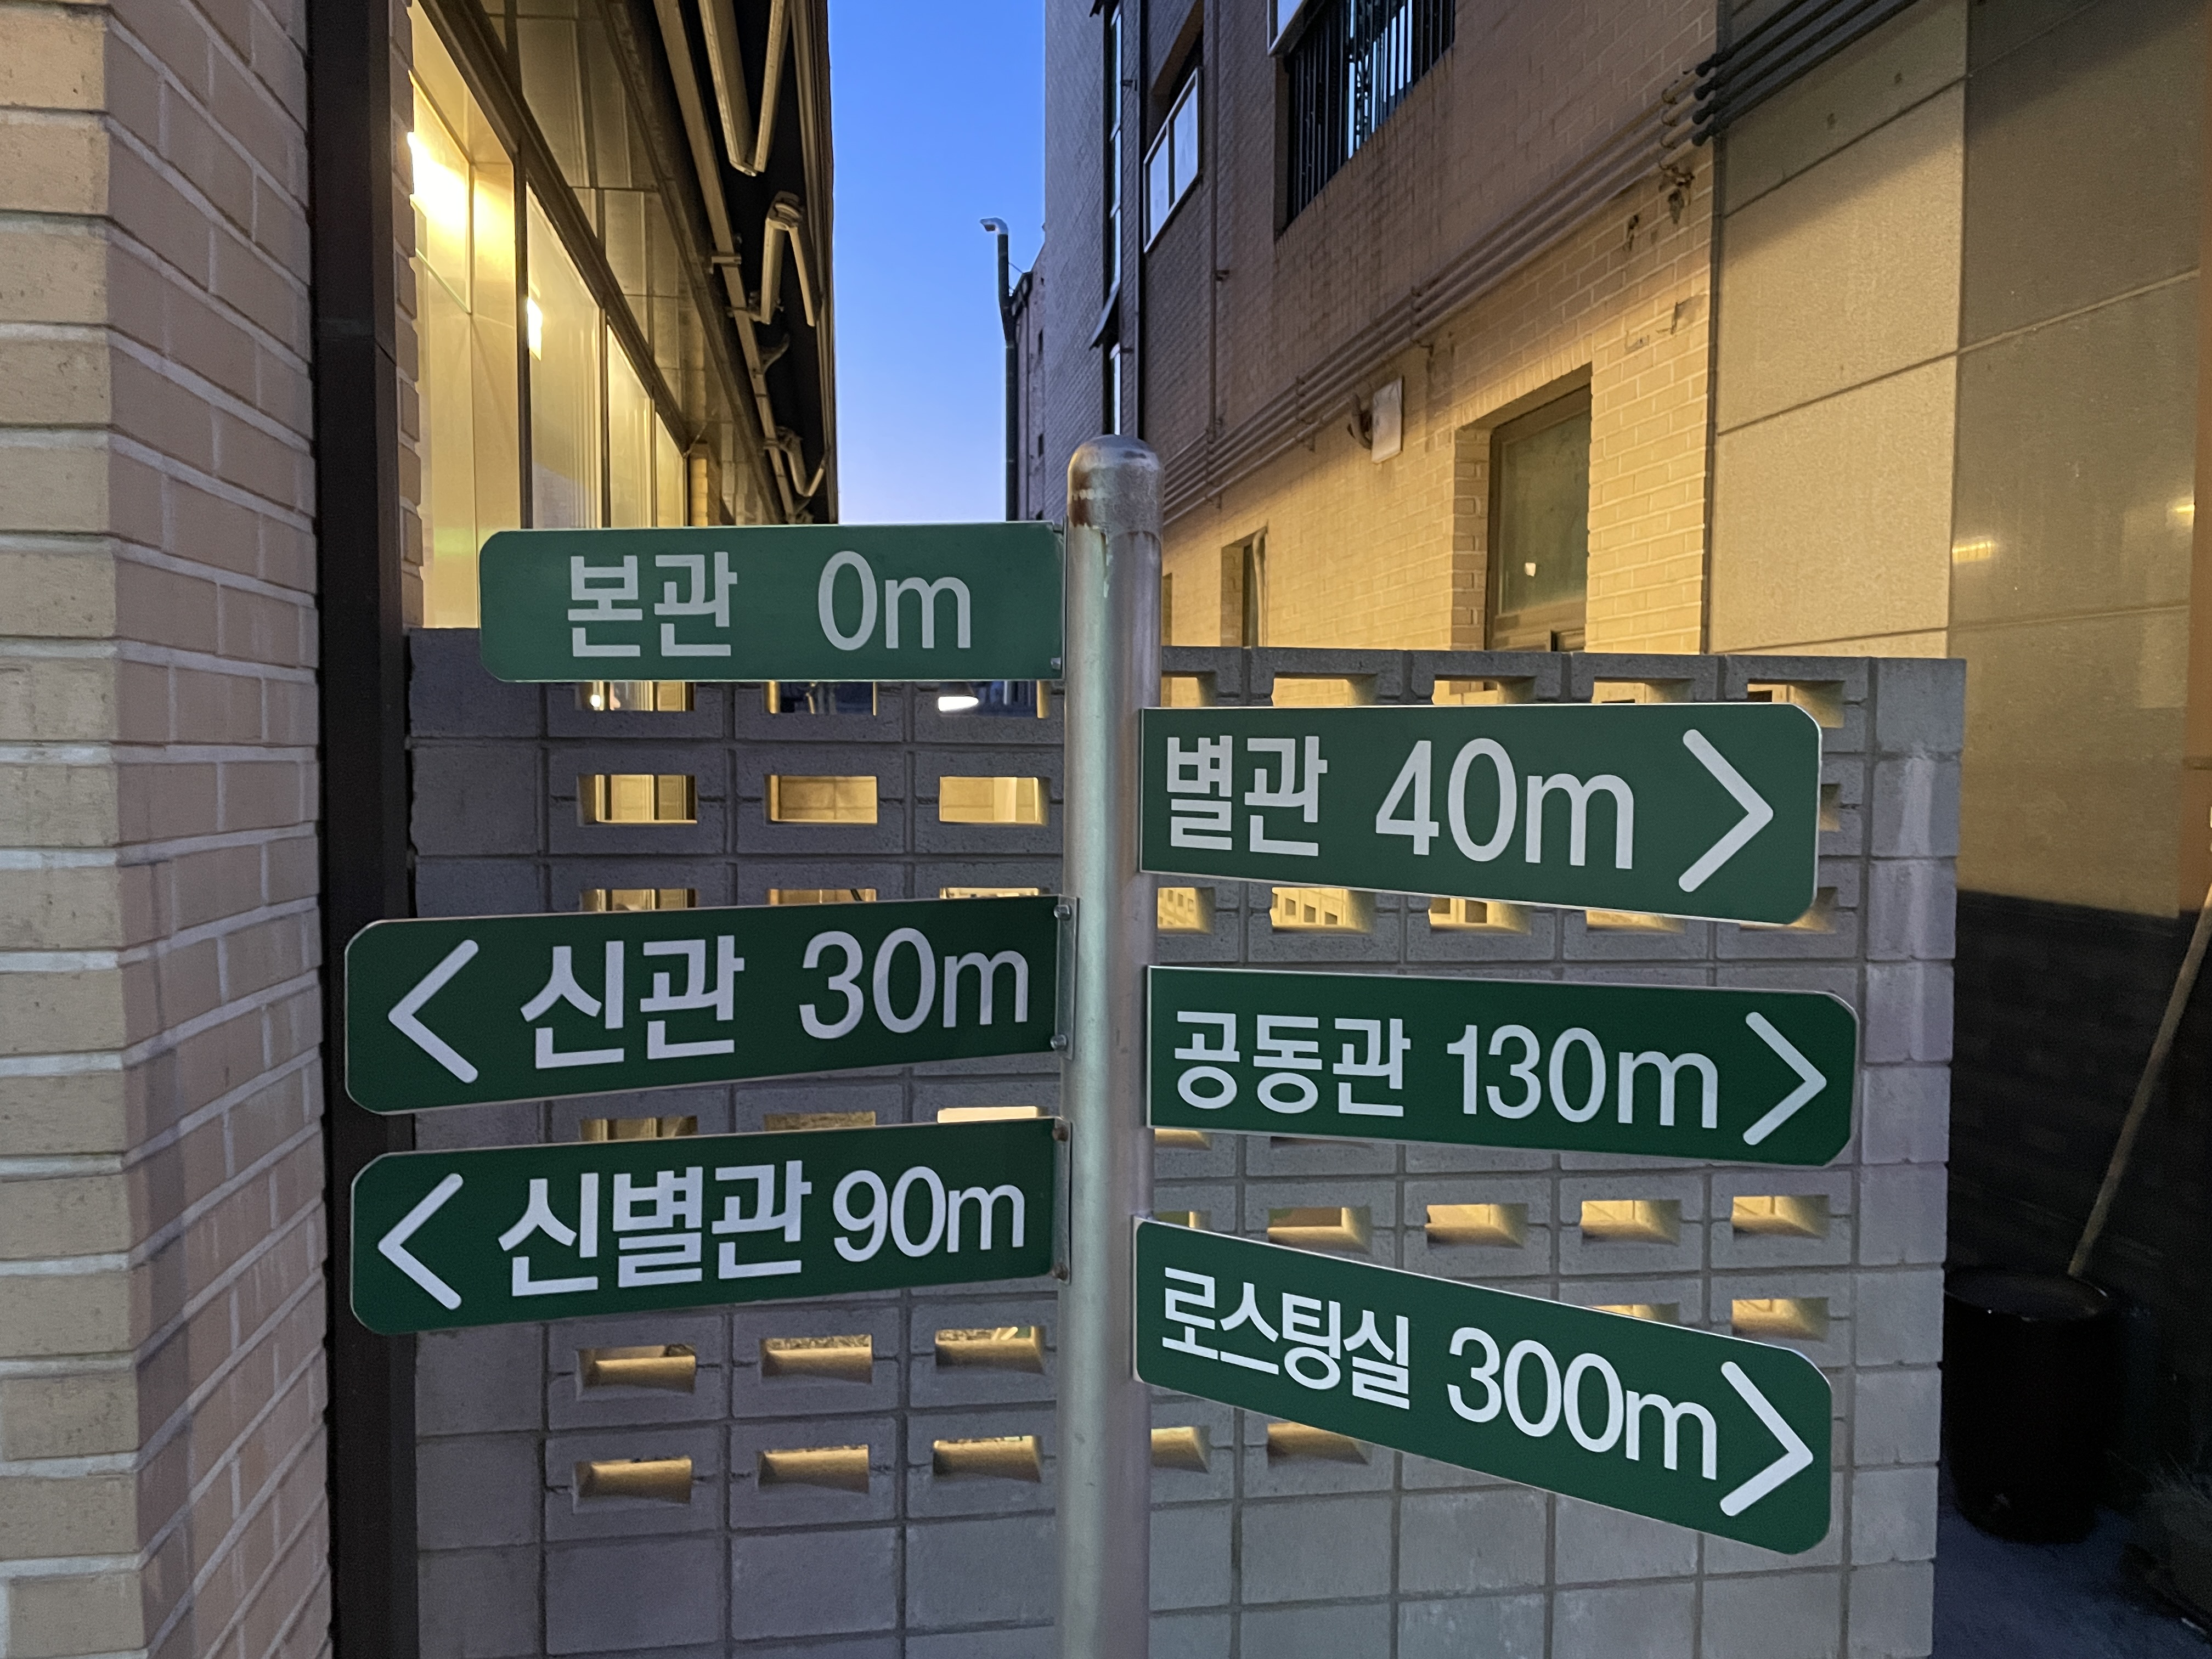 본관 0m
< 신관 30m
< 신별관 90m
별관 40m >
공동관 130m >
로스팅실 300m >